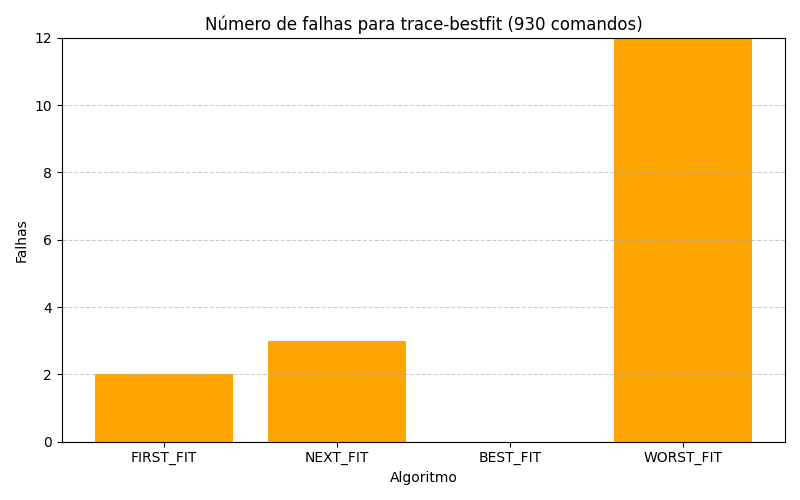 Número de falhas para trace-bestfit (930 comandos)
Falhas
12
10
8
6
4
2
0
FIRST_FIT
NEXT_FIT
BEST_FIT
WORST_FIT
Algoritmo